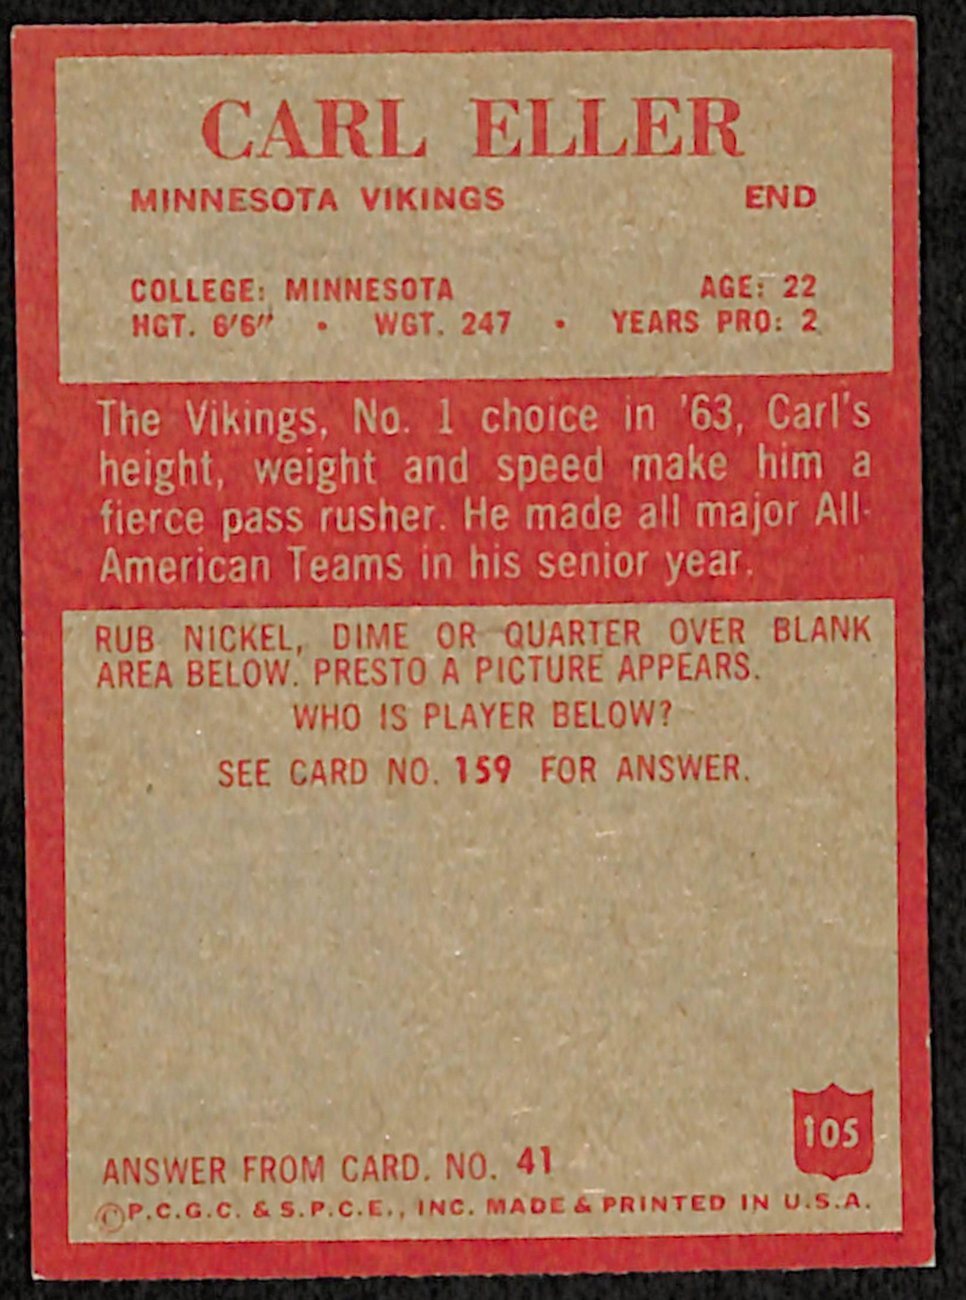 CARL ELLER
MINNESOTA VIKINGS END
COLLEGE: MINNESOTA AGE: 22
HGT. 6'6" • WGT. 247 • YEARS PRO: 2
The Vikings, No. 1 choice in '63, Carl's
height, weight and speed make him a
fierce pass rusher. He made all major All-
American Teams in his senior year.
RUB NICKEL, DIME OR QUARTER OVER BLANK
AREA BELOW. PRESTO A PICTURE APPEARS.
WHO IS PLAYER BELOW?
SEE CARD NO. 159 FOR ANSWER.
105
ANSWER FROM CARD. NO. 41
©P.C.G.C. & S.P.C.E., INC. MADE & PRINTED IN U.S.A.